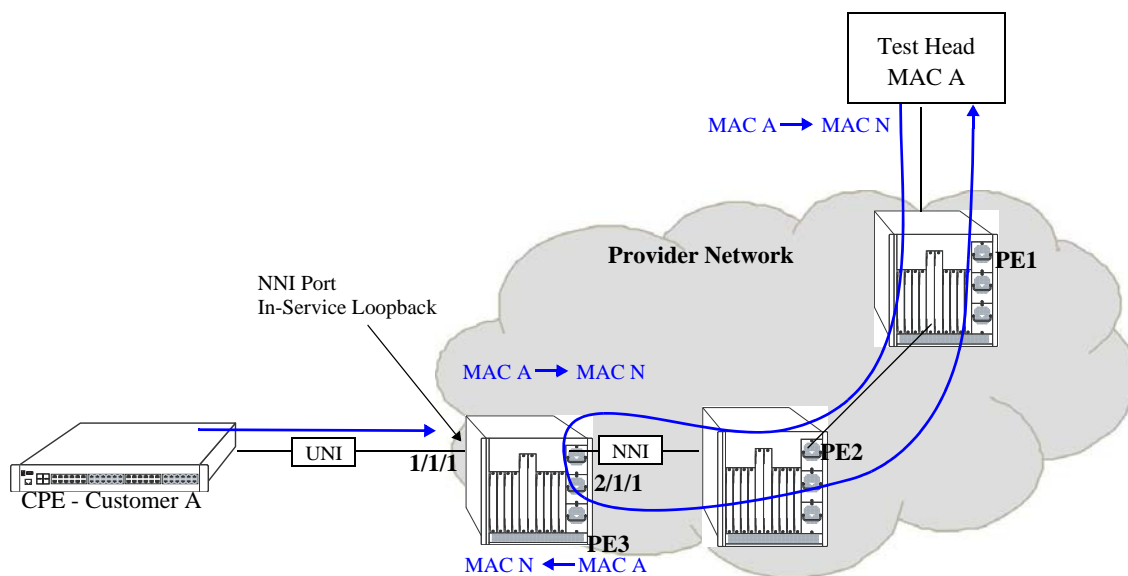 Test Head
MAC A
MAC A → MAC N
Provider Network
PE1
NNI Port
In-Service Loopback
MAC A → MAC N
UNI
1/1/1
NNI
PE2
2/1/1
CPE - Customer A
PE3
MAC N ← MAC A